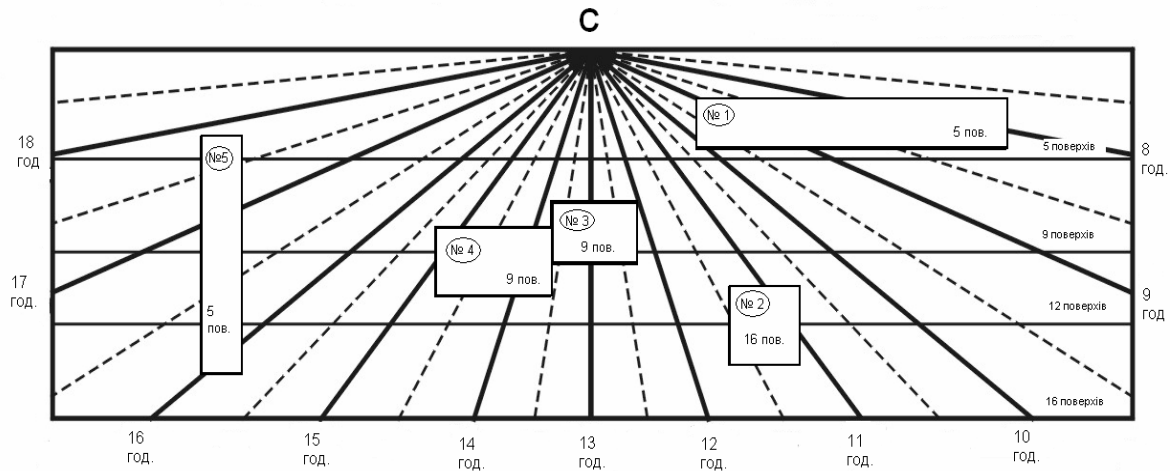 С
№ 1
5 пов.
18
год
№5
5 поверхів
8
год.
№ 3
9 пов.
9 поверхів
№ 4
9 пов.
17
год.
5
пов.
№ 2
16 пов.
12 поверхів
9
год
16 поверхів
16
год.
15
год.
14
год.
13
год.
12
год.
11
год.
10
год.